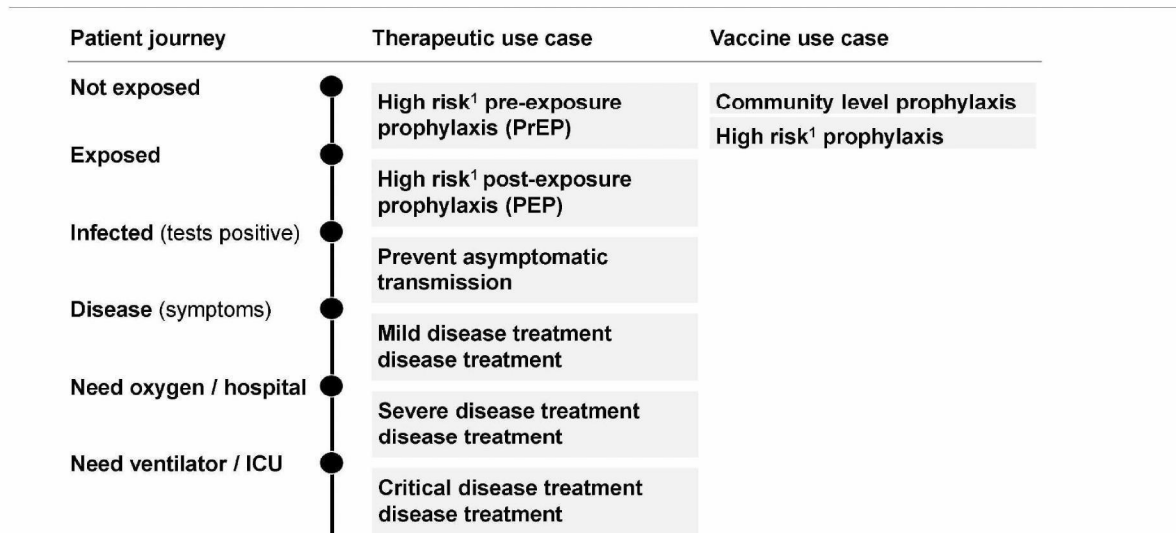 Patient journey
Therapeutic use case
Vaccine use case
Not exposed
High risk¹ pre-exposure
prophylaxis (PrEP)
Community level prophylaxis
High risk¹ prophylaxis
Exposed
High risk¹ post-exposure
prophylaxis (PEP)
Infected (tests positive)
Prevent asymptomatic
transmission
Disease (symptoms)
Mild disease treatment
disease treatment
Need oxygen / hospital
Severe disease treatment
disease treatment
Need ventilator / ICU
Critical disease treatment
disease treatment